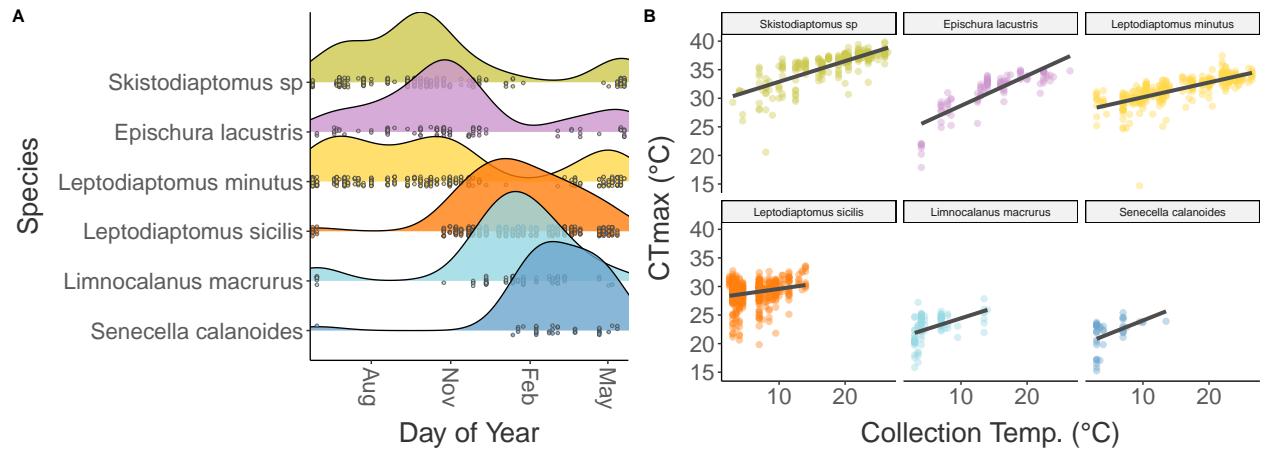 A
Species
Skistodiaptomus sp
Epischura lacustris
Leptodiaptomus minutus
Leptodiaptomus sicilis
Limnocalanus macrurus
Senecella calanoides
Aug
Nov
Feb
May
Day of Year
B
CTmax (°C)
Skistodiaptomus sp
Epischura lacustris
Leptodiaptomus minutus
40
35
30
25
20
15
Leptodiaptomus sicilis
Limnocalanus macrurus
Senecella calanoides
40
35
30
25
20
15
10
20
10
20
10
20
Collection Temp. (°C)